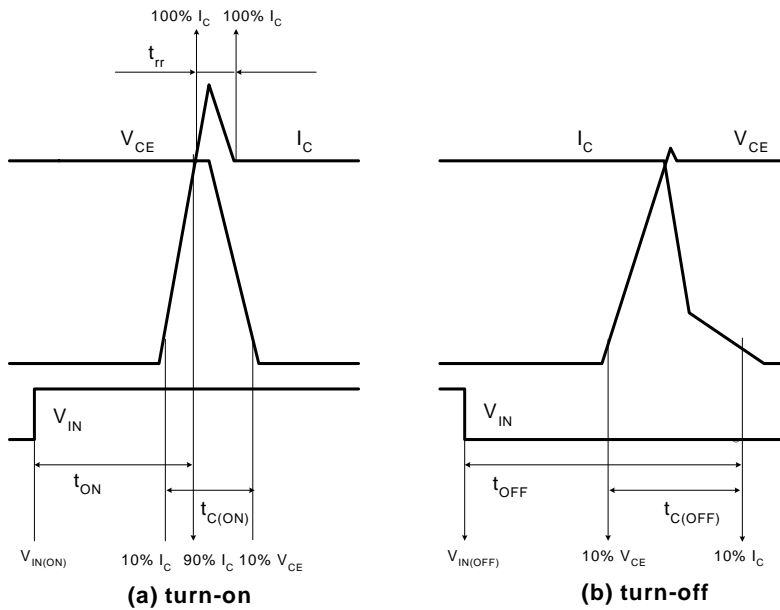 100% I_C 100% I_C
t_rr
V_CE I_C I_C V_CE
V_IN V_IN
t_ON t_OFF
t_C(ON) t_C(OFF)
V_IN(ON) 10% I_C 90% I_C 10% V_CE V_IN(OFF) 10% V_CE 10% I_C
(a) turn-on (b) turn-off